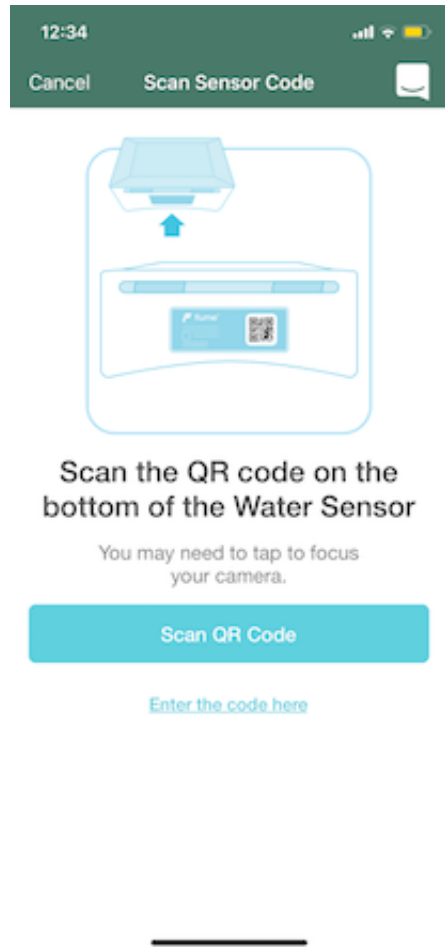 12:34
Cancel Scan Sensor Code
flume
Scan the QR code on the
bottom of the Water Sensor
You may need to tap to focus
your camera.
Scan QR Code
Enter the code here